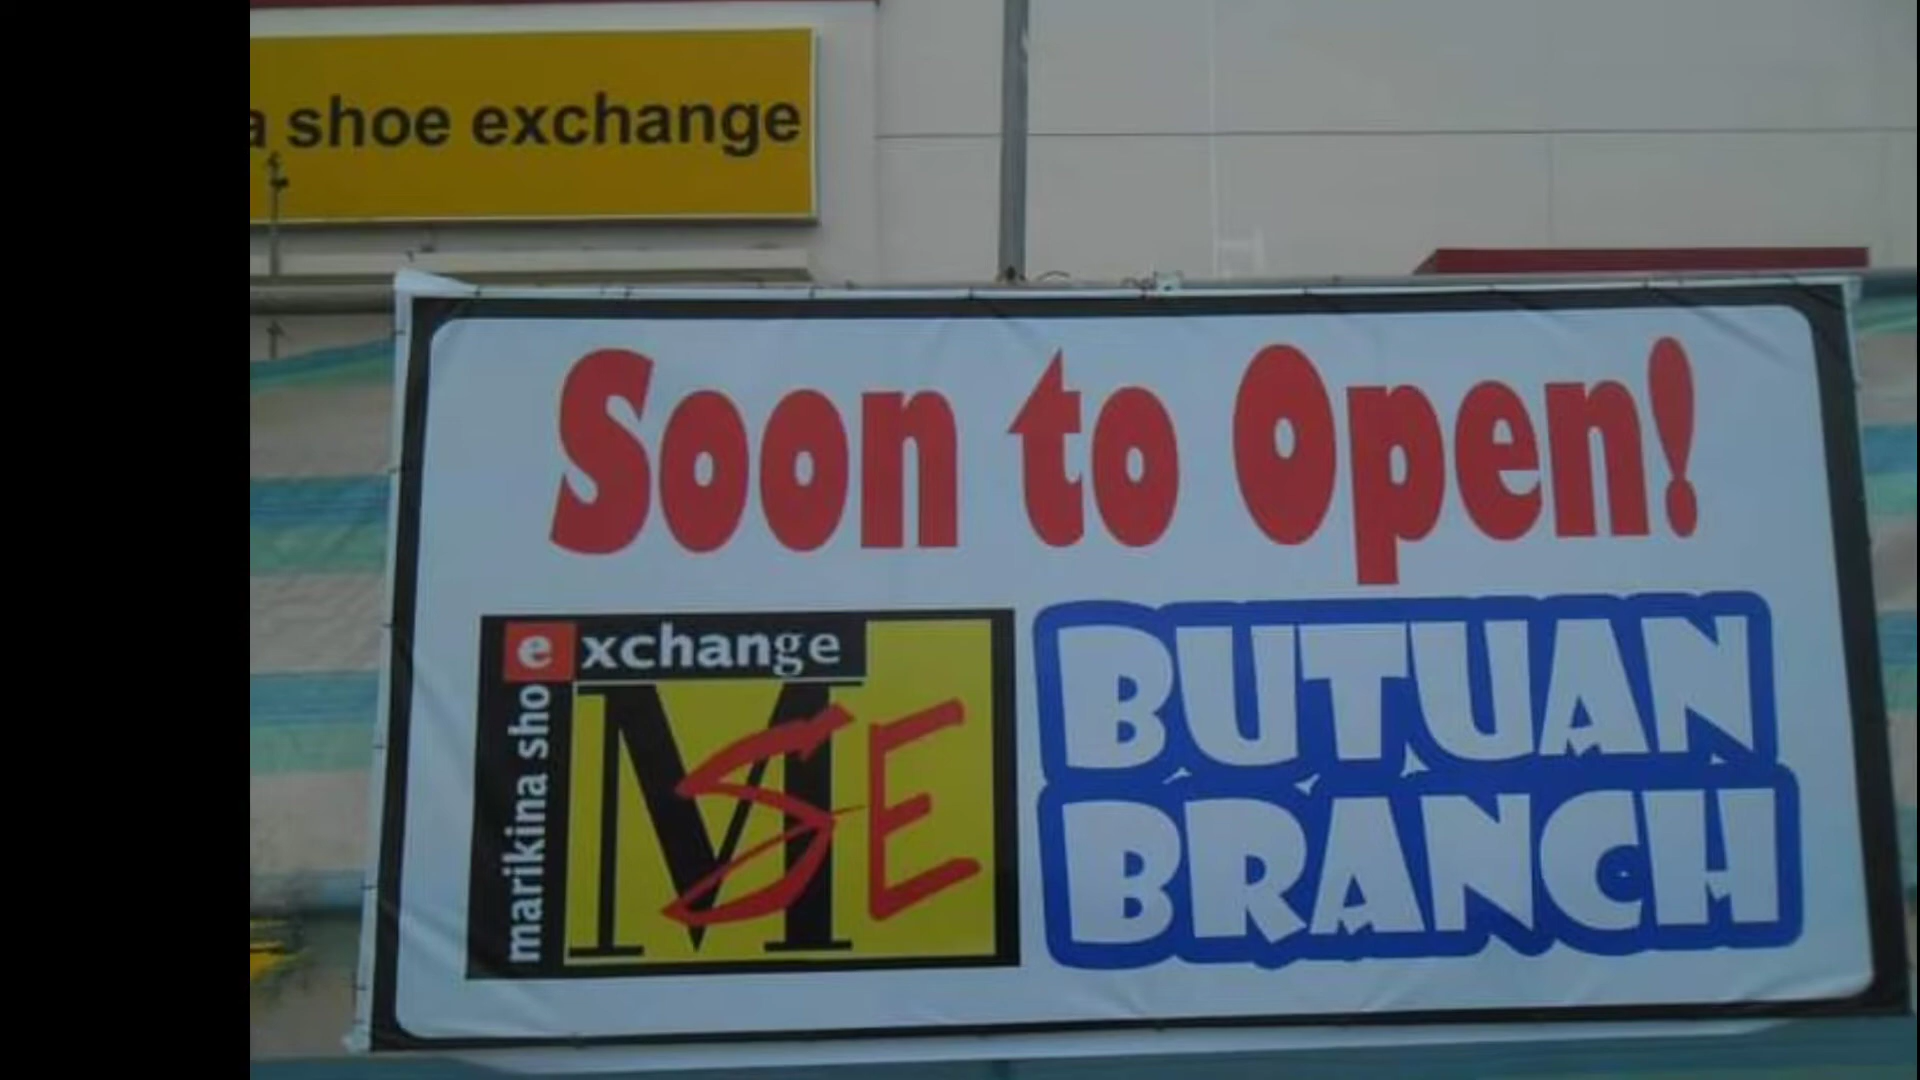 a shoe exchange
Soon to Open!
exchange
marikina sho
MSE
BUTUAN
BRANCH